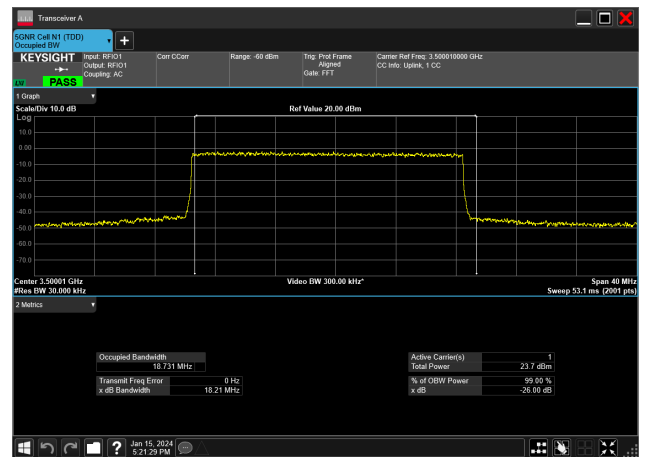 Transceiver A
5GNR Cell N1 (TDD)
Occupied BW
KEYSIGHT
LXI
PASS
Input: RFIO1
Output: RFIO1
Coupling: AC
Corr CCorr
Range: -60 dBm
Trig: Prot Frame
Aligned
Gate: FFT
Carrier Ref Freq: 3.500010000 GHz
CC Info: Uplink, 1 CC
1 Graph
Scale/Div 10.0 dB
Ref Value 20.00 dBm
Log
10.0
0.00
-10.0
-20.0
-30.0
-40.0
-50.0
-60.0
-70.0
Center 3.50001 GHz
Video BW 300.00 kHz*
Span 40 MHz
#Res BW 30.000 kHz
Sweep 53.1 ms (2001 pts)
2 Metrics
Occupied Bandwidth
18.731 MHz
Active Carrier(s) 1
Total Power 23.7 dBm
Transmit Freq Error 0 Hz
x dB Bandwidth 18.21 MHz
% of OBW Power 99.00 %
x dB -26.00 dB
Jan 15, 2024
5:21:29 PM